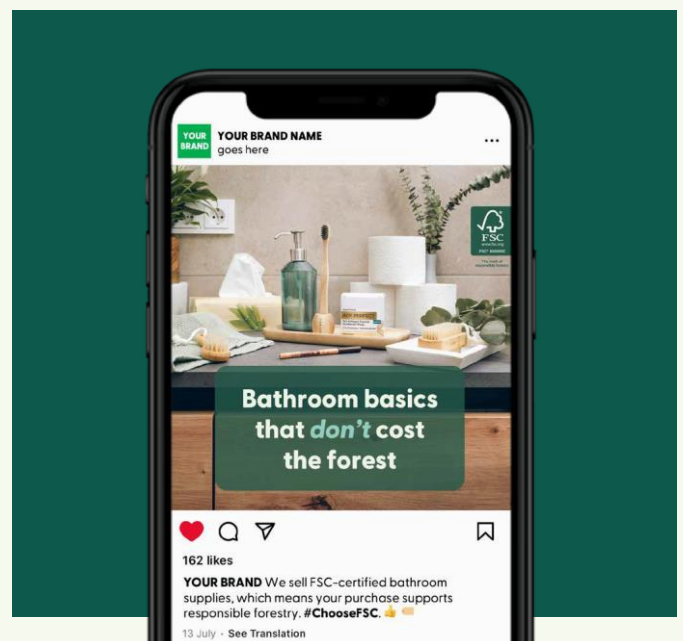 YOUR BRAND
YOUR BRAND NAME
goes here
FSC
Bathroom basics
that don't cost
the forest
162 likes
YOUR BRAND We sell FSC-certified bathroom
supplies, which means your purchase supports
responsible forestry. #ChooseFSC. 👍
13 July · See Translation